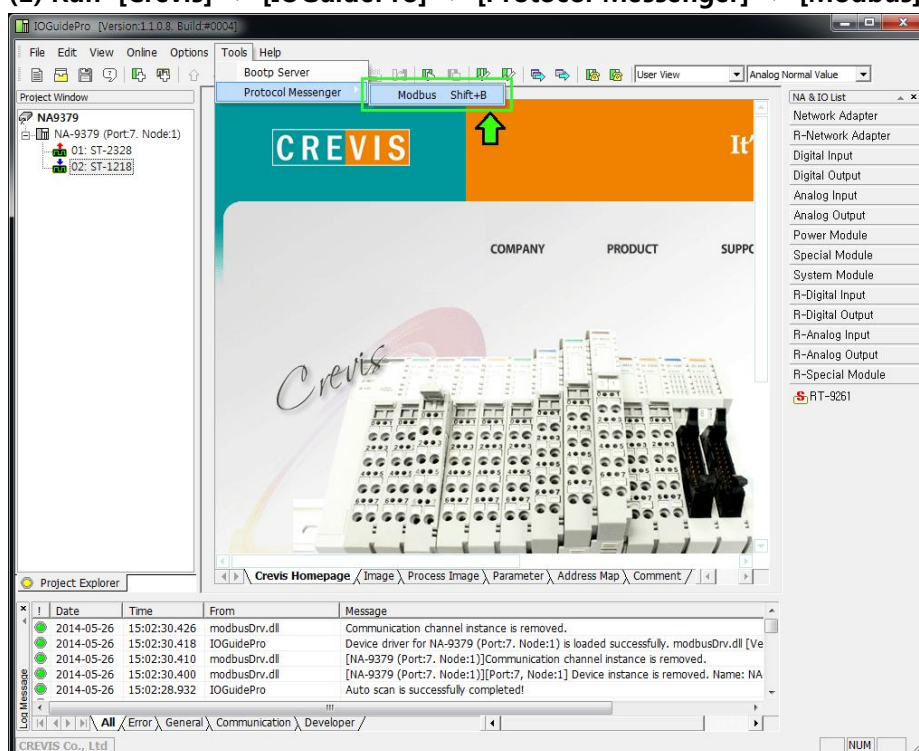 (2) Run [Crevis] -> [IOGuidePro] -> [Protocol Messenger] -> [Modbus]
IOGuidePro [Version:1.1.0.8. Build:#0004]
File Edit View Online Options Tools Help
Bootp Server
Protocol Messenger
Modbus Shift+B
User View
Analog Normal Value
Project Window
NA9379
NA-9379 (Port:7. Node:1)
01: ST-2328
02: ST-1218
Project Explorer
CREVIS
It'
COMPANY PRODUCT SUPPO
Crevis
Crevis Homepage Image Process Image Parameter Address Map Comment
NA & IO List
Network Adapter
R-Network Adapter
Digital Input
Digital Output
Analog Input
Analog Output
Power Module
Special Module
System Module
R-Digital Input
R-Digital Output
R-Analog Input
R-Analog Output
R-Special Module
RT-9261
! Date Time From Message
2014-05-26 15:02:30.426 modbusDrv.dll Communication channel instance is removed.
2014-05-26 15:02:30.418 IOGuidePro Device driver for NA-9379 (Port:7. Node:1) is loaded successfully. modbusDrv.dll [Ve
2014-05-26 15:02:30.410 modbusDrv.dll [NA-9379 (Port:7. Node:1)]Communication channel instance is removed.
2014-05-26 15:02:30.400 modbusDrv.dll [NA-9379 (Port:7. Node:1)][Port:7, Node:1] Device instance is removed. Name: NA
2014-05-26 15:02:28.932 IOGuidePro Auto scan is successfully completed!
Log Message
All Error General Communication Developer
CREVIS Co., Ltd
NUM